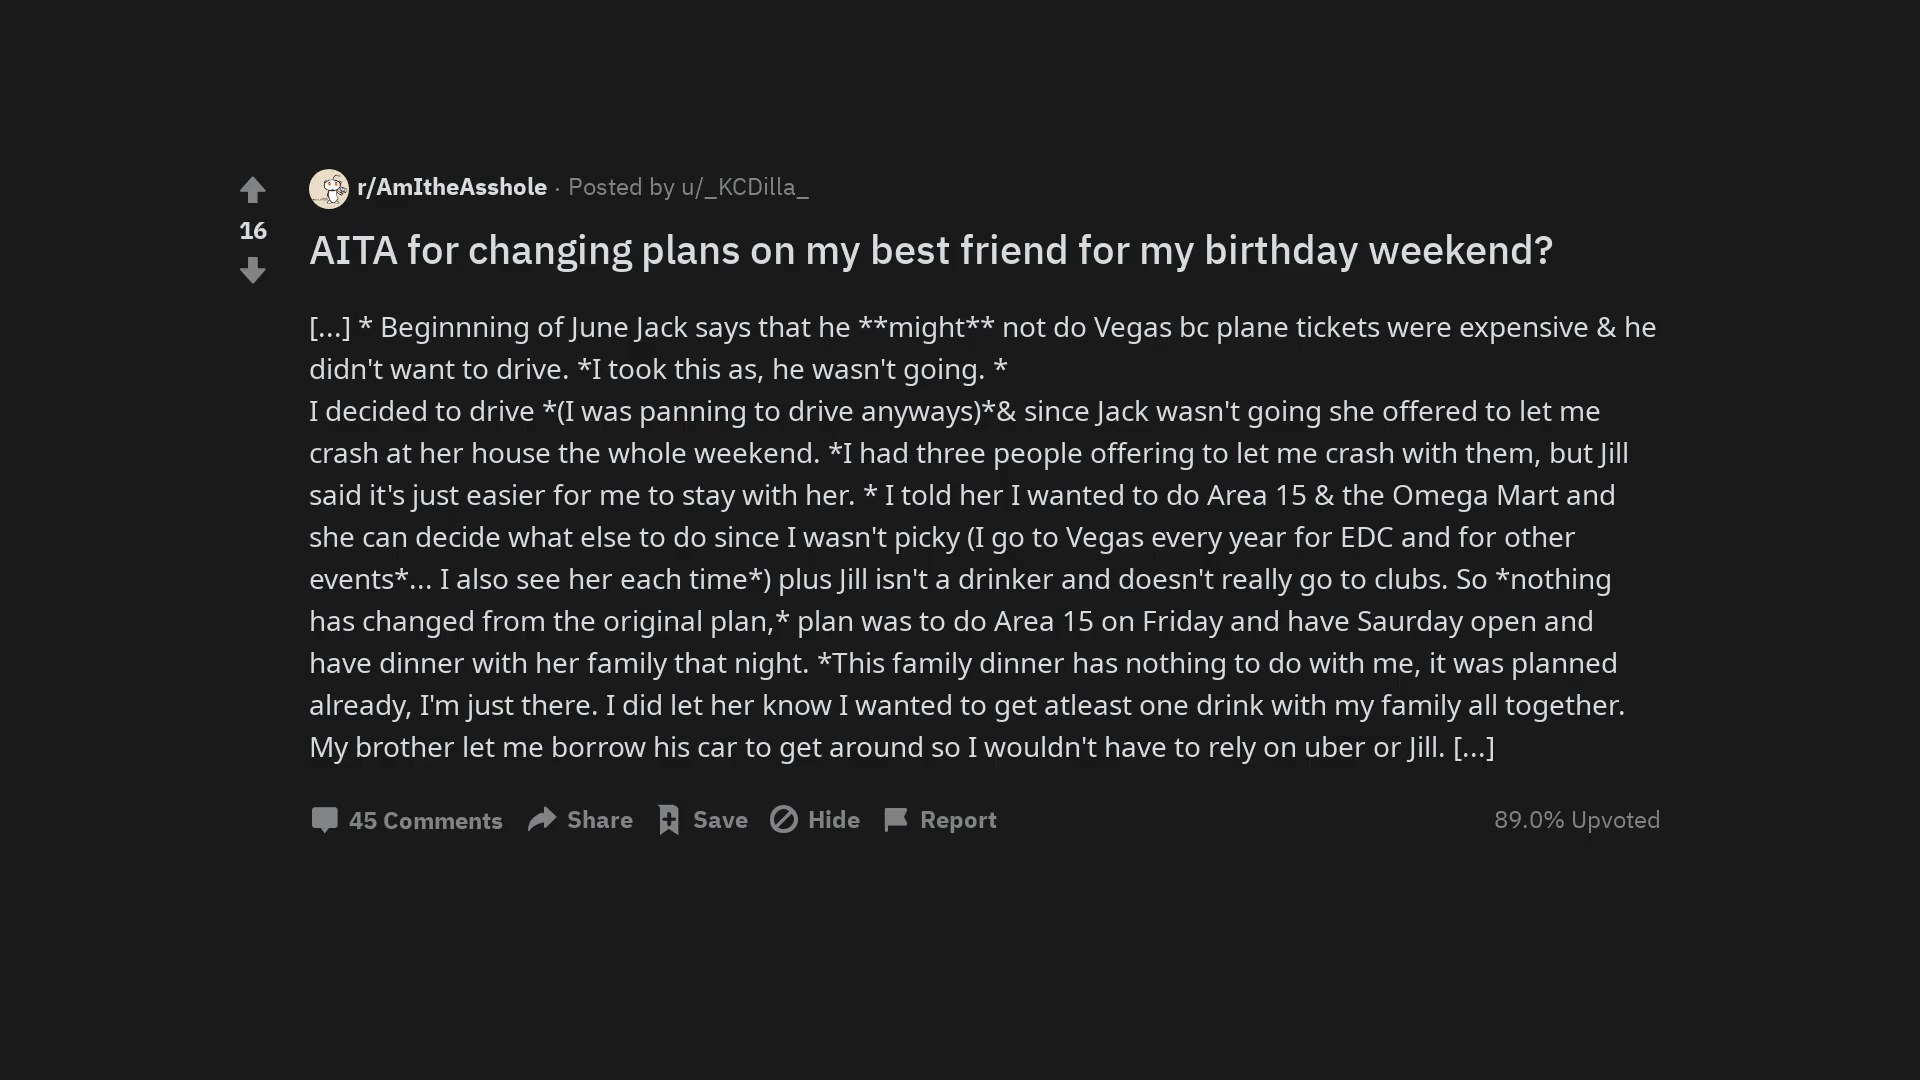 r/AmItheAsshole · Posted by u/_KCDilla_
16
AITA for changing plans on my best friend for my birthday weekend?
[...] * Beginnning of June Jack says that he **might** not do Vegas bc plane tickets were expensive & he
didn't want to drive. *I took this as, he wasn't going. *
I decided to drive *(I was panning to drive anyways)*& since Jack wasn't going she offered to let me
crash at her house the whole weekend. *I had three people offering to let me crash with them, but Jill
said it's just easier for me to stay with her. * I told her I wanted to do Area 15 & the Omega Mart and
she can decide what else to do since I wasn't picky (I go to Vegas every year for EDC and for other
events*... I also see her each time*) plus Jill isn't a drinker and doesn't really go to clubs. So *nothing
has changed from the original plan,* plan was to do Area 15 on Friday and have Saurday open and
have dinner with her family that night. *This family dinner has nothing to do with me, it was planned
already, I'm just there. I did let her know I wanted to get atleast one drink with my family all together.
My brother let me borrow his car to get around so I wouldn't have to rely on uber or Jill. [...]
45 Comments Share Save Hide Report 89.0% Upvoted